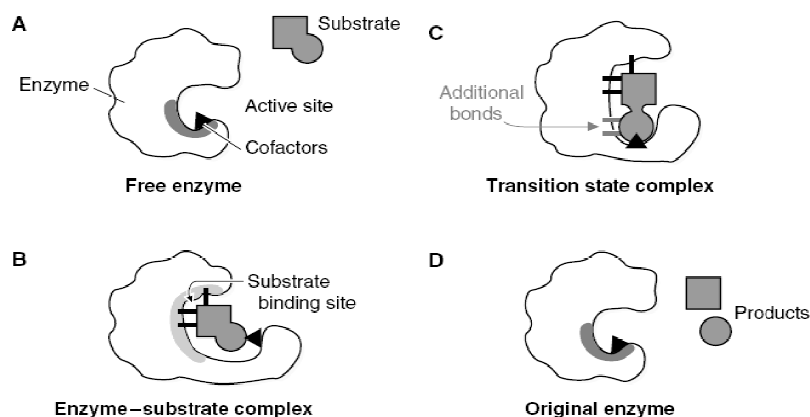 A
Substrate
Enzyme
Active site
Cofactors
Free enzyme
B
Substrate
binding site
Enzyme–substrate complex
C
Additional
bonds
Transition state complex
D
Products
Original enzyme